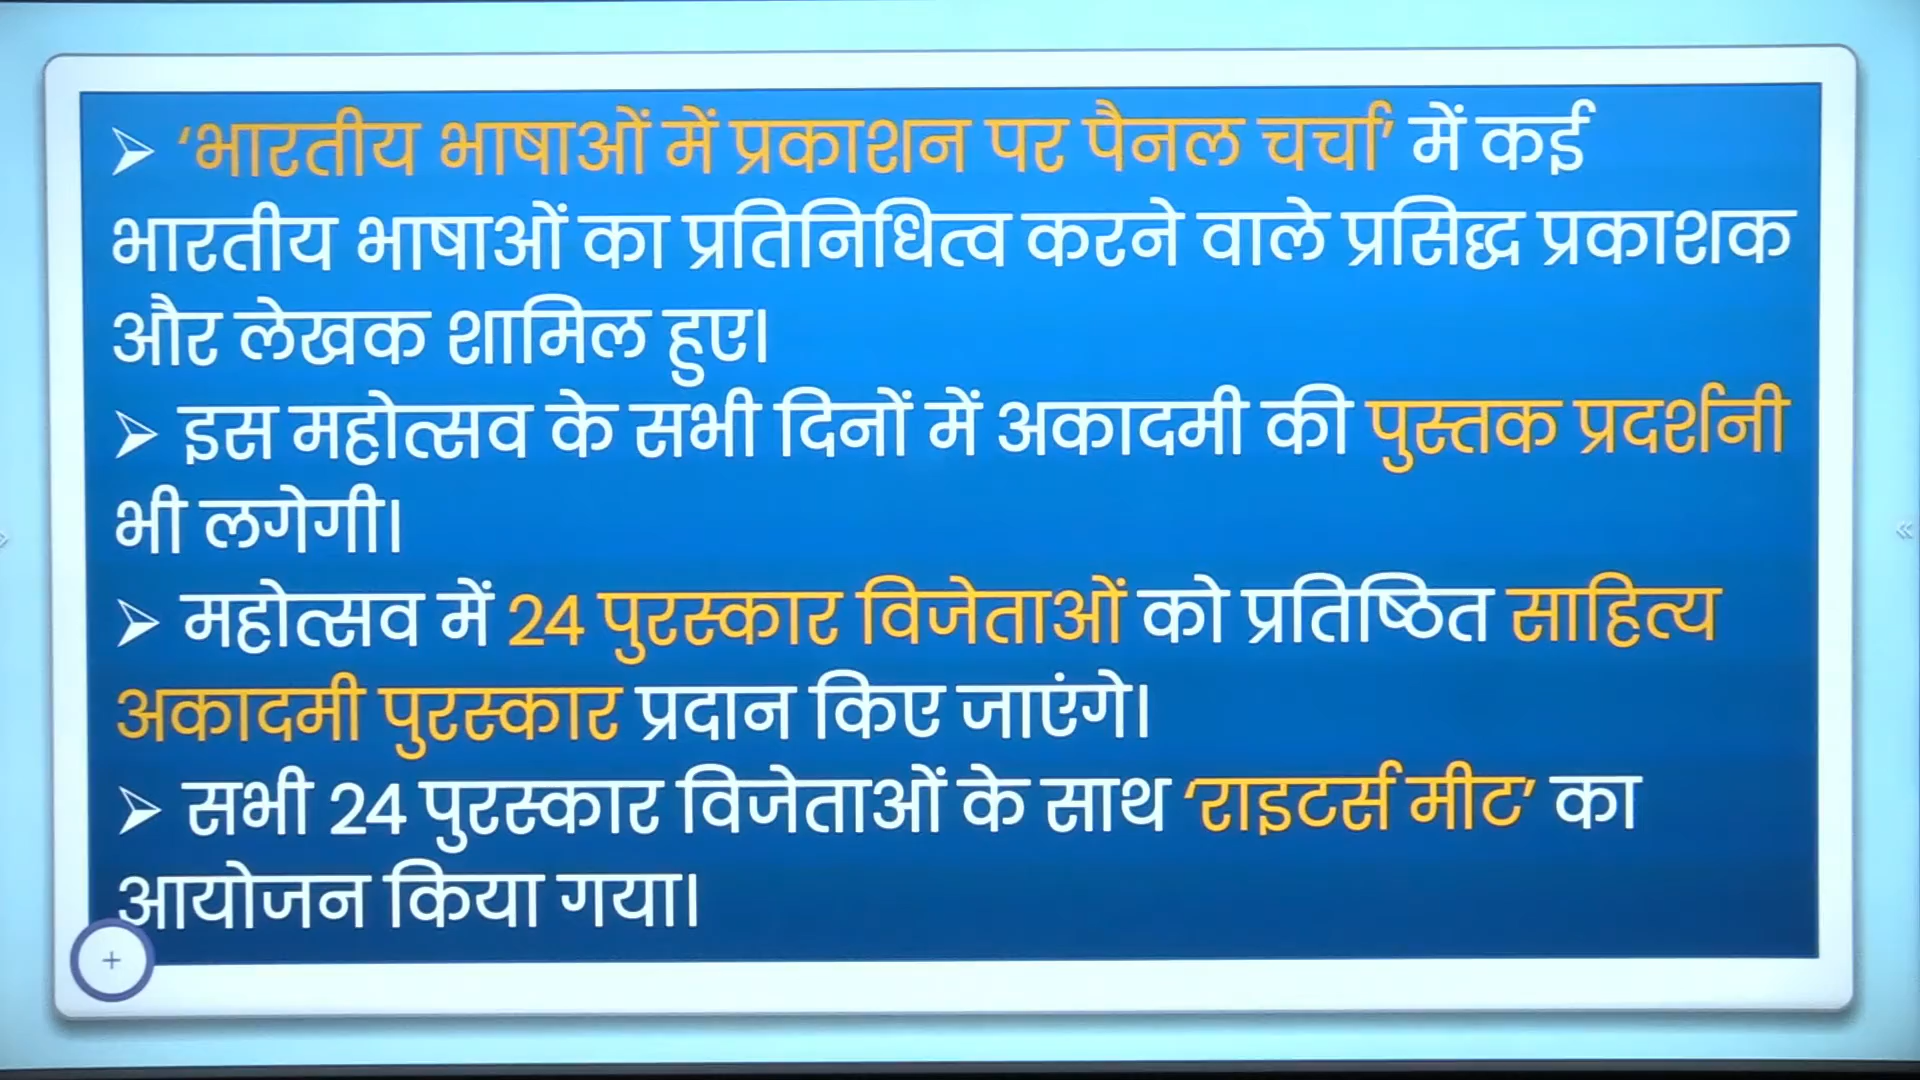 ➢ ‘भारतीय भाषाओं में प्रकाशन पर पैनल चर्चा’ में कई
भारतीय भाषाओं का प्रतिनिधित्व करने वाले प्रसिद्ध प्रकाशक
और लेखक शामिल हुए।
➢ इस महोत्सव के सभी दिनों में अकादमी की पुस्तक प्रदर्शनी
भी लगेगी।
➢ महोत्सव में 24 पुरस्कार विजेताओं को प्रतिष्ठित साहित्य
अकादमी पुरस्कार प्रदान किए जाएंगे।
➢ सभी 24 पुरस्कार विजेताओं के साथ ‘राइटर्स मीट’ का
आयोजन किया गया।